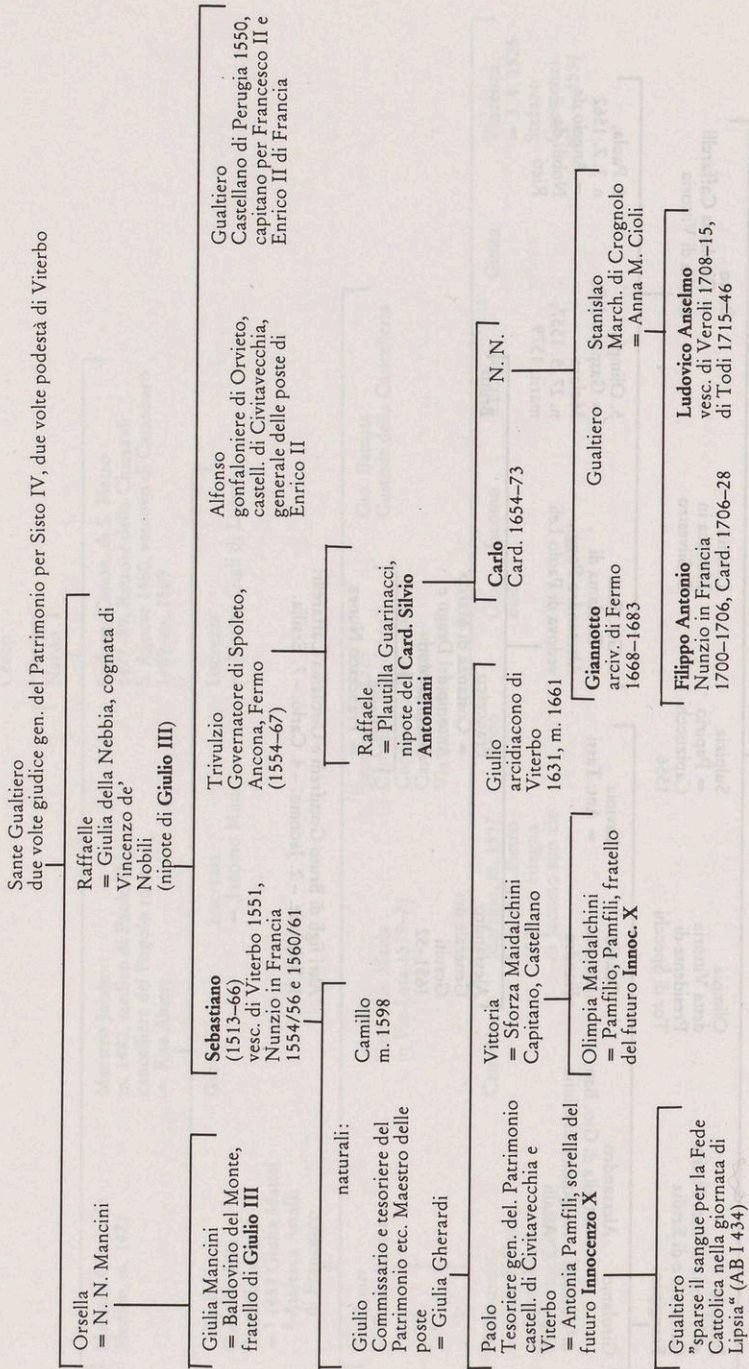 Sante Gualtiero
due volte giudice gen. del Patrimonio per Sisto IV, due volte podestà di Viterbo
Orsella
= N. N. Mancini
Raffaelle
= Giulia della Nebbia, cognata di
Vincenzo de'
Nobili
(nipote di Giulio III)
Giulia Mancini
= Baldovino del Monte,
fratello di Giulio III
Sebastiano
(1513–66)
vesc. di Viterbo 1551,
Nunzio in Francia
1554/56 e 1560/61
Trivulzio
Governatore di Spoleto,
Ancona, Fermo
(1554–67)
Alfonso
gonfaloniere di Orvieto,
castell. di Civitavecchia,
generale delle poste di
Enrico II
Gualtiero
Castellano di Perugia 1550,
capitano per Francesco II e
Enrico II di Francia
naturali:
Giulio
Commissario e tesoriere del
Patrimonio etc. Maestro delle
poste
= Giulia Gherardi
Camillo
m. 1598
Raffaele
= Plautilla Guarinacci,
nipote del Card. Silvio
Antoniani
Paolo
Tesoriere gen. del. Patrimonio
castell. di Civitavecchia e
Viterbo
= Antonia Pamfili, sorella del
futuro Innocenzo X
Vittoria
= Sforza Maidalchini
Capitano, Castellano
Giulio
arcidiacono di
Viterbo
1631, m. 1661
Carlo
Card. 1654–73
N. N.
Gualtiero
"sparse il sangue per la Fede
Cattolica nella giornata di
Lipsia“ (AB I 434)
Olimpia Maidalchini
= Pamfilio, Pamfili, fratello
del futuro Innoc. X
Giannotto
arciv. di Fermo
1668–1683
Gualtiero
Stanislao
March. di Crognolo
= Anna M. Cioli
Filippo Antonio
Nunzio in Francia
1700–1706, Card. 1706–28
Ludovico Anselmo
vesc. di Veroli 1708–15,
di Todi 1715–46